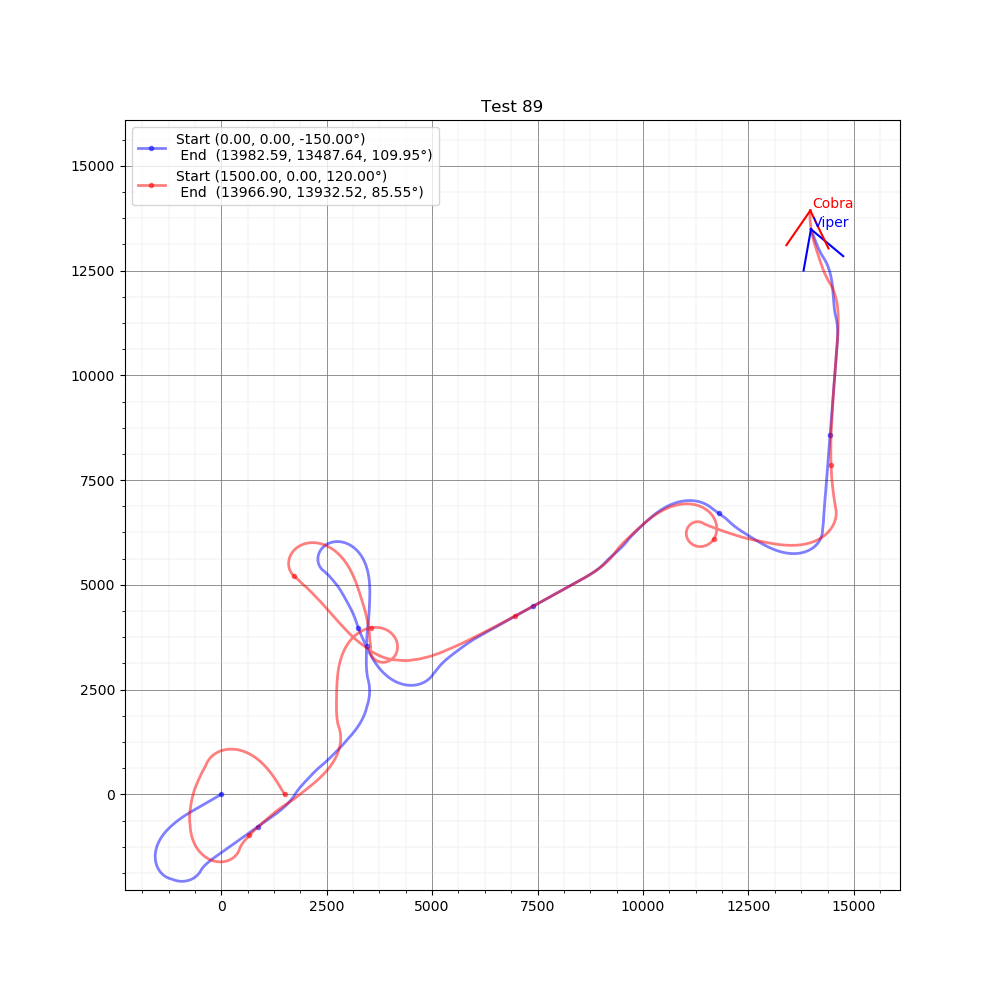 Test 89
Start (0.00, 0.00, -150.00°)
End  (13982.59, 13487.64, 109.95°)
Start (1500.00, 0.00, 120.00°)
End  (13966.90, 13932.52, 85.55°)
Cobra
Viper
15000
12500
10000
7500
5000
2500
0
0 2500 5000 7500 10000 12500 15000